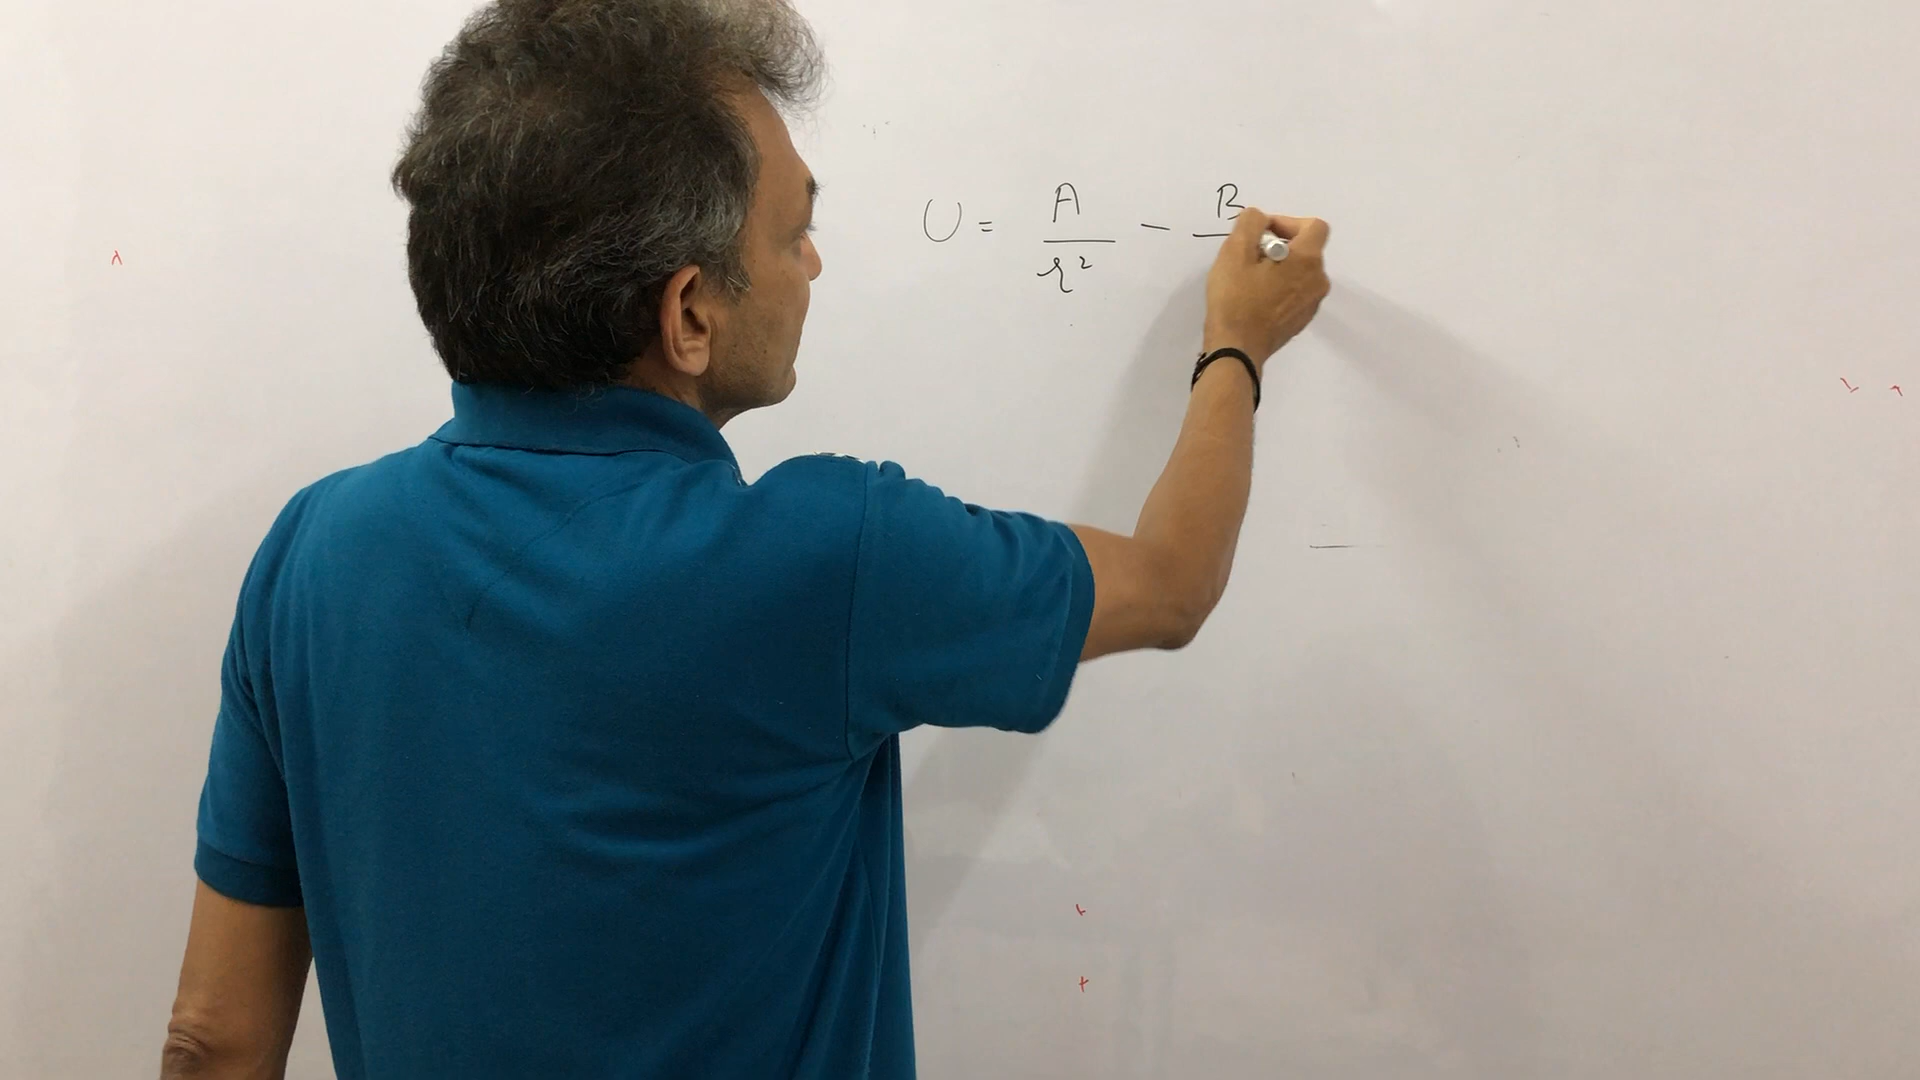 U = A/r² - B/